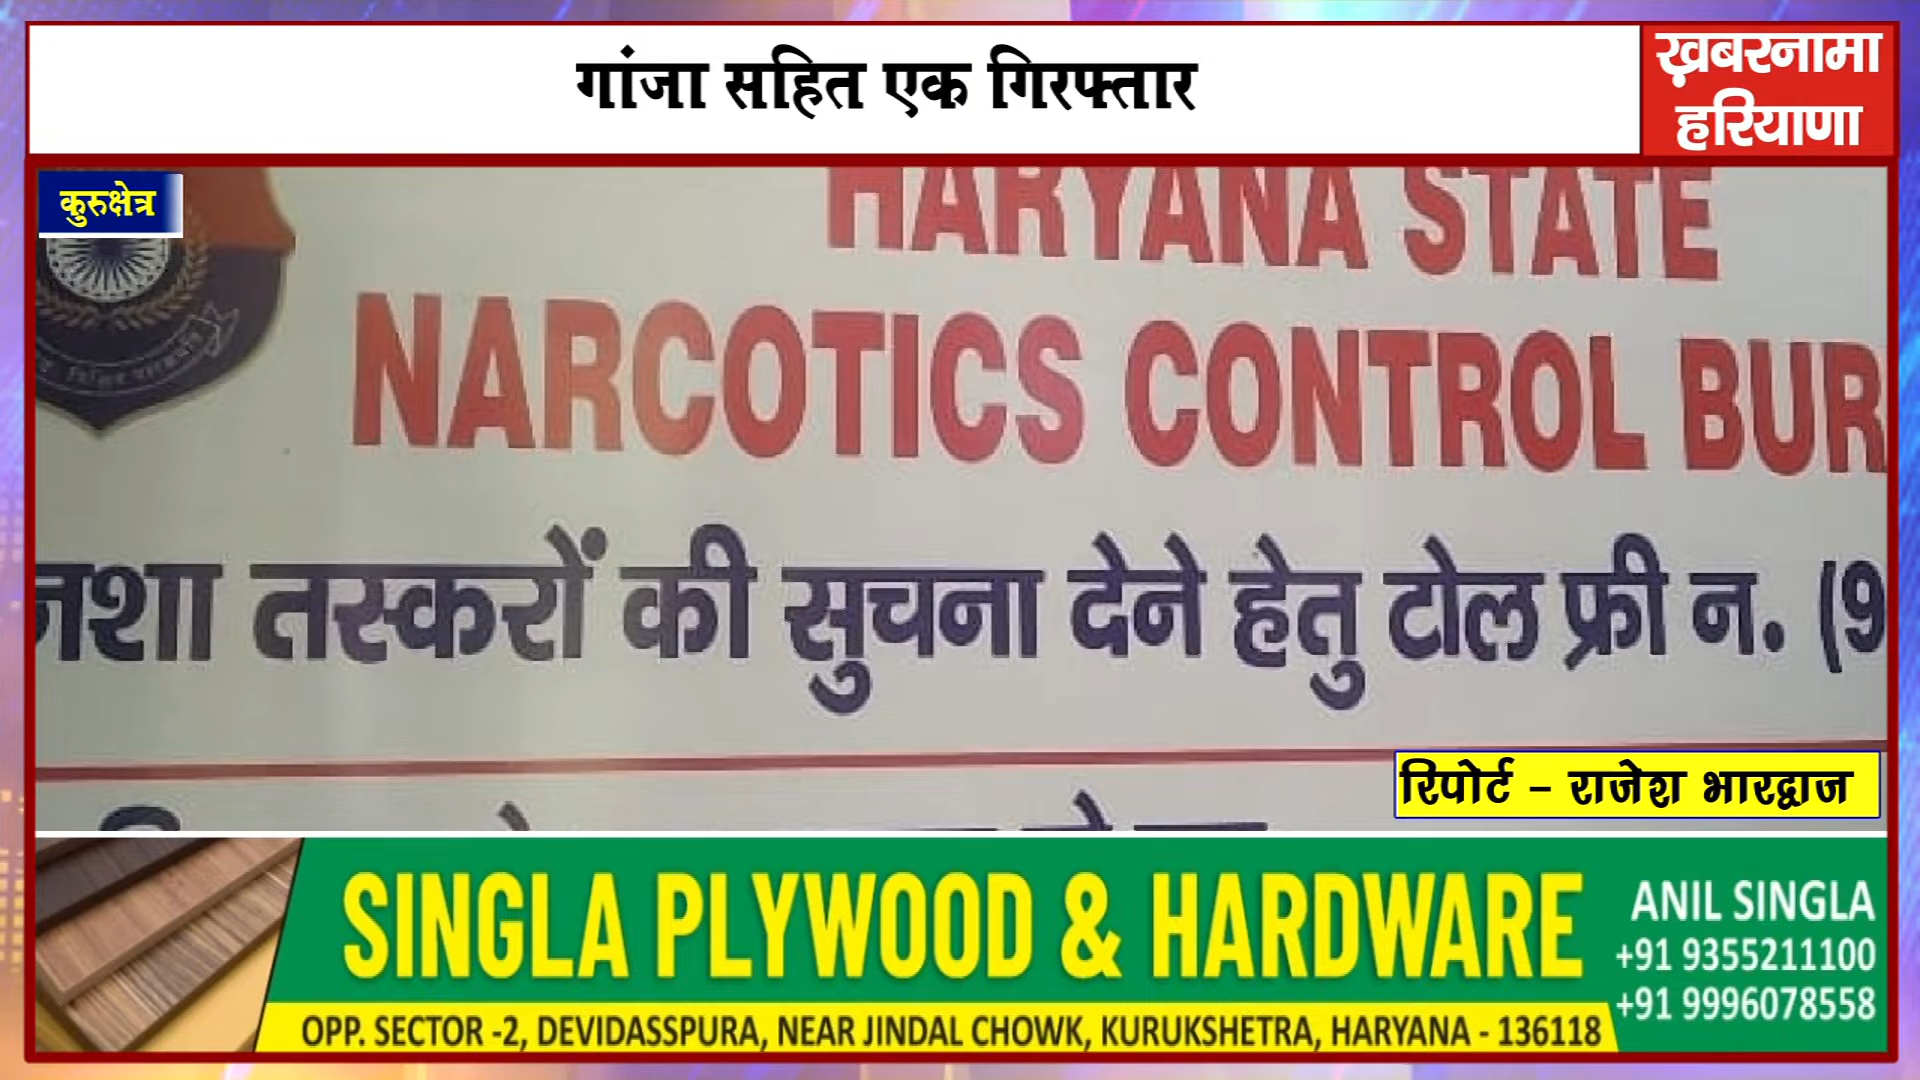 गांजा सहित एक गिरफ्तार
ख़बरनामा
हरियाणा
कुरुक्षेत्र
HARYANA STATE
NARCOTICS CONTROL BUR
नशा तस्करों की सुचना देने हेतु टोल फ्री न. (9
रिपोर्ट – राजेश भारद्वाज
SINGLA PLYWOOD & HARDWARE
OPP. SECTOR -2, DEVIDASSPURA, NEAR JINDAL CHOWK, KURUKSHETRA, HARYANA - 136118
ANIL SINGLA
+91 9355211100
+91 9996078558